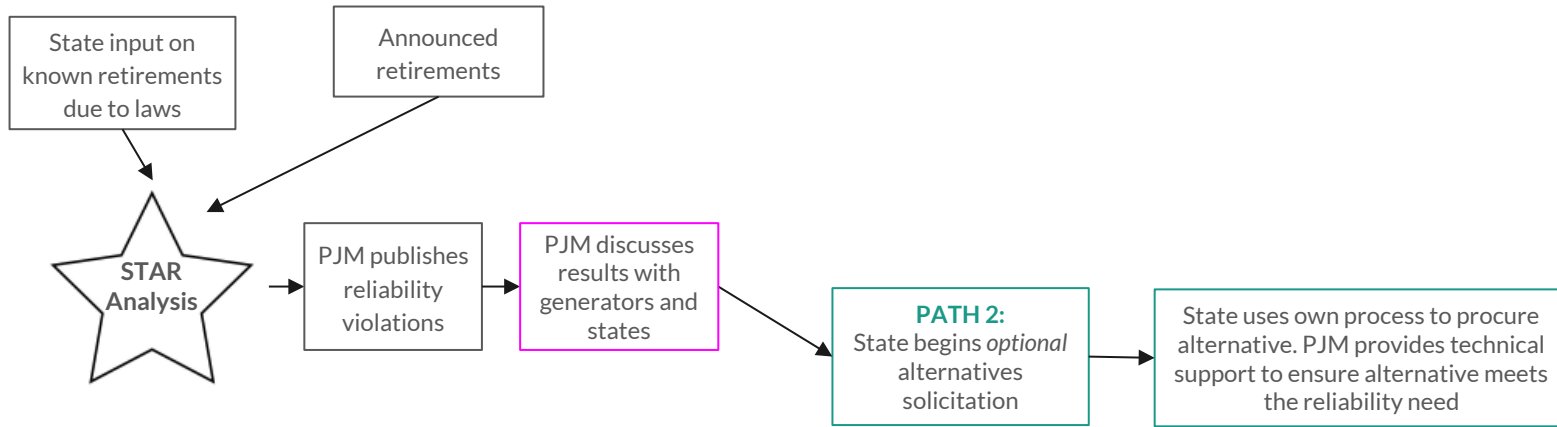 State input on
known retirements
due to laws
Announced
retirements
STAR
Analysis
PJM publishes
reliability
violations
PJM discusses
results with
generators and
states
PATH 2:
State begins optional
alternatives
solicitation
State uses own process to procure
alternative. PJM provides technical
support to ensure alternative meets
the reliability need